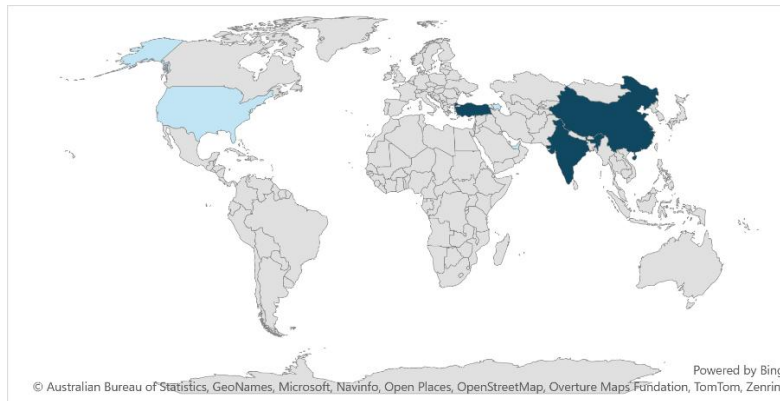 Powered by Bing
© Australian Bureau of Statistics, GeoNames, Microsoft, Navinfo, Open Places, OpenStreetMap, Overture Maps Fundation, TomTom, Zenrin